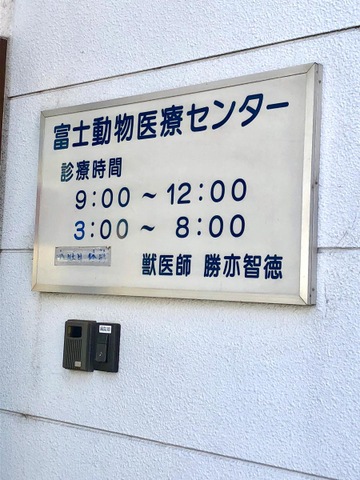 富士動物医療センター
診療時間
9:00 〜 12:00
3:00 〜 8:00
獣医師 勝亦智徳